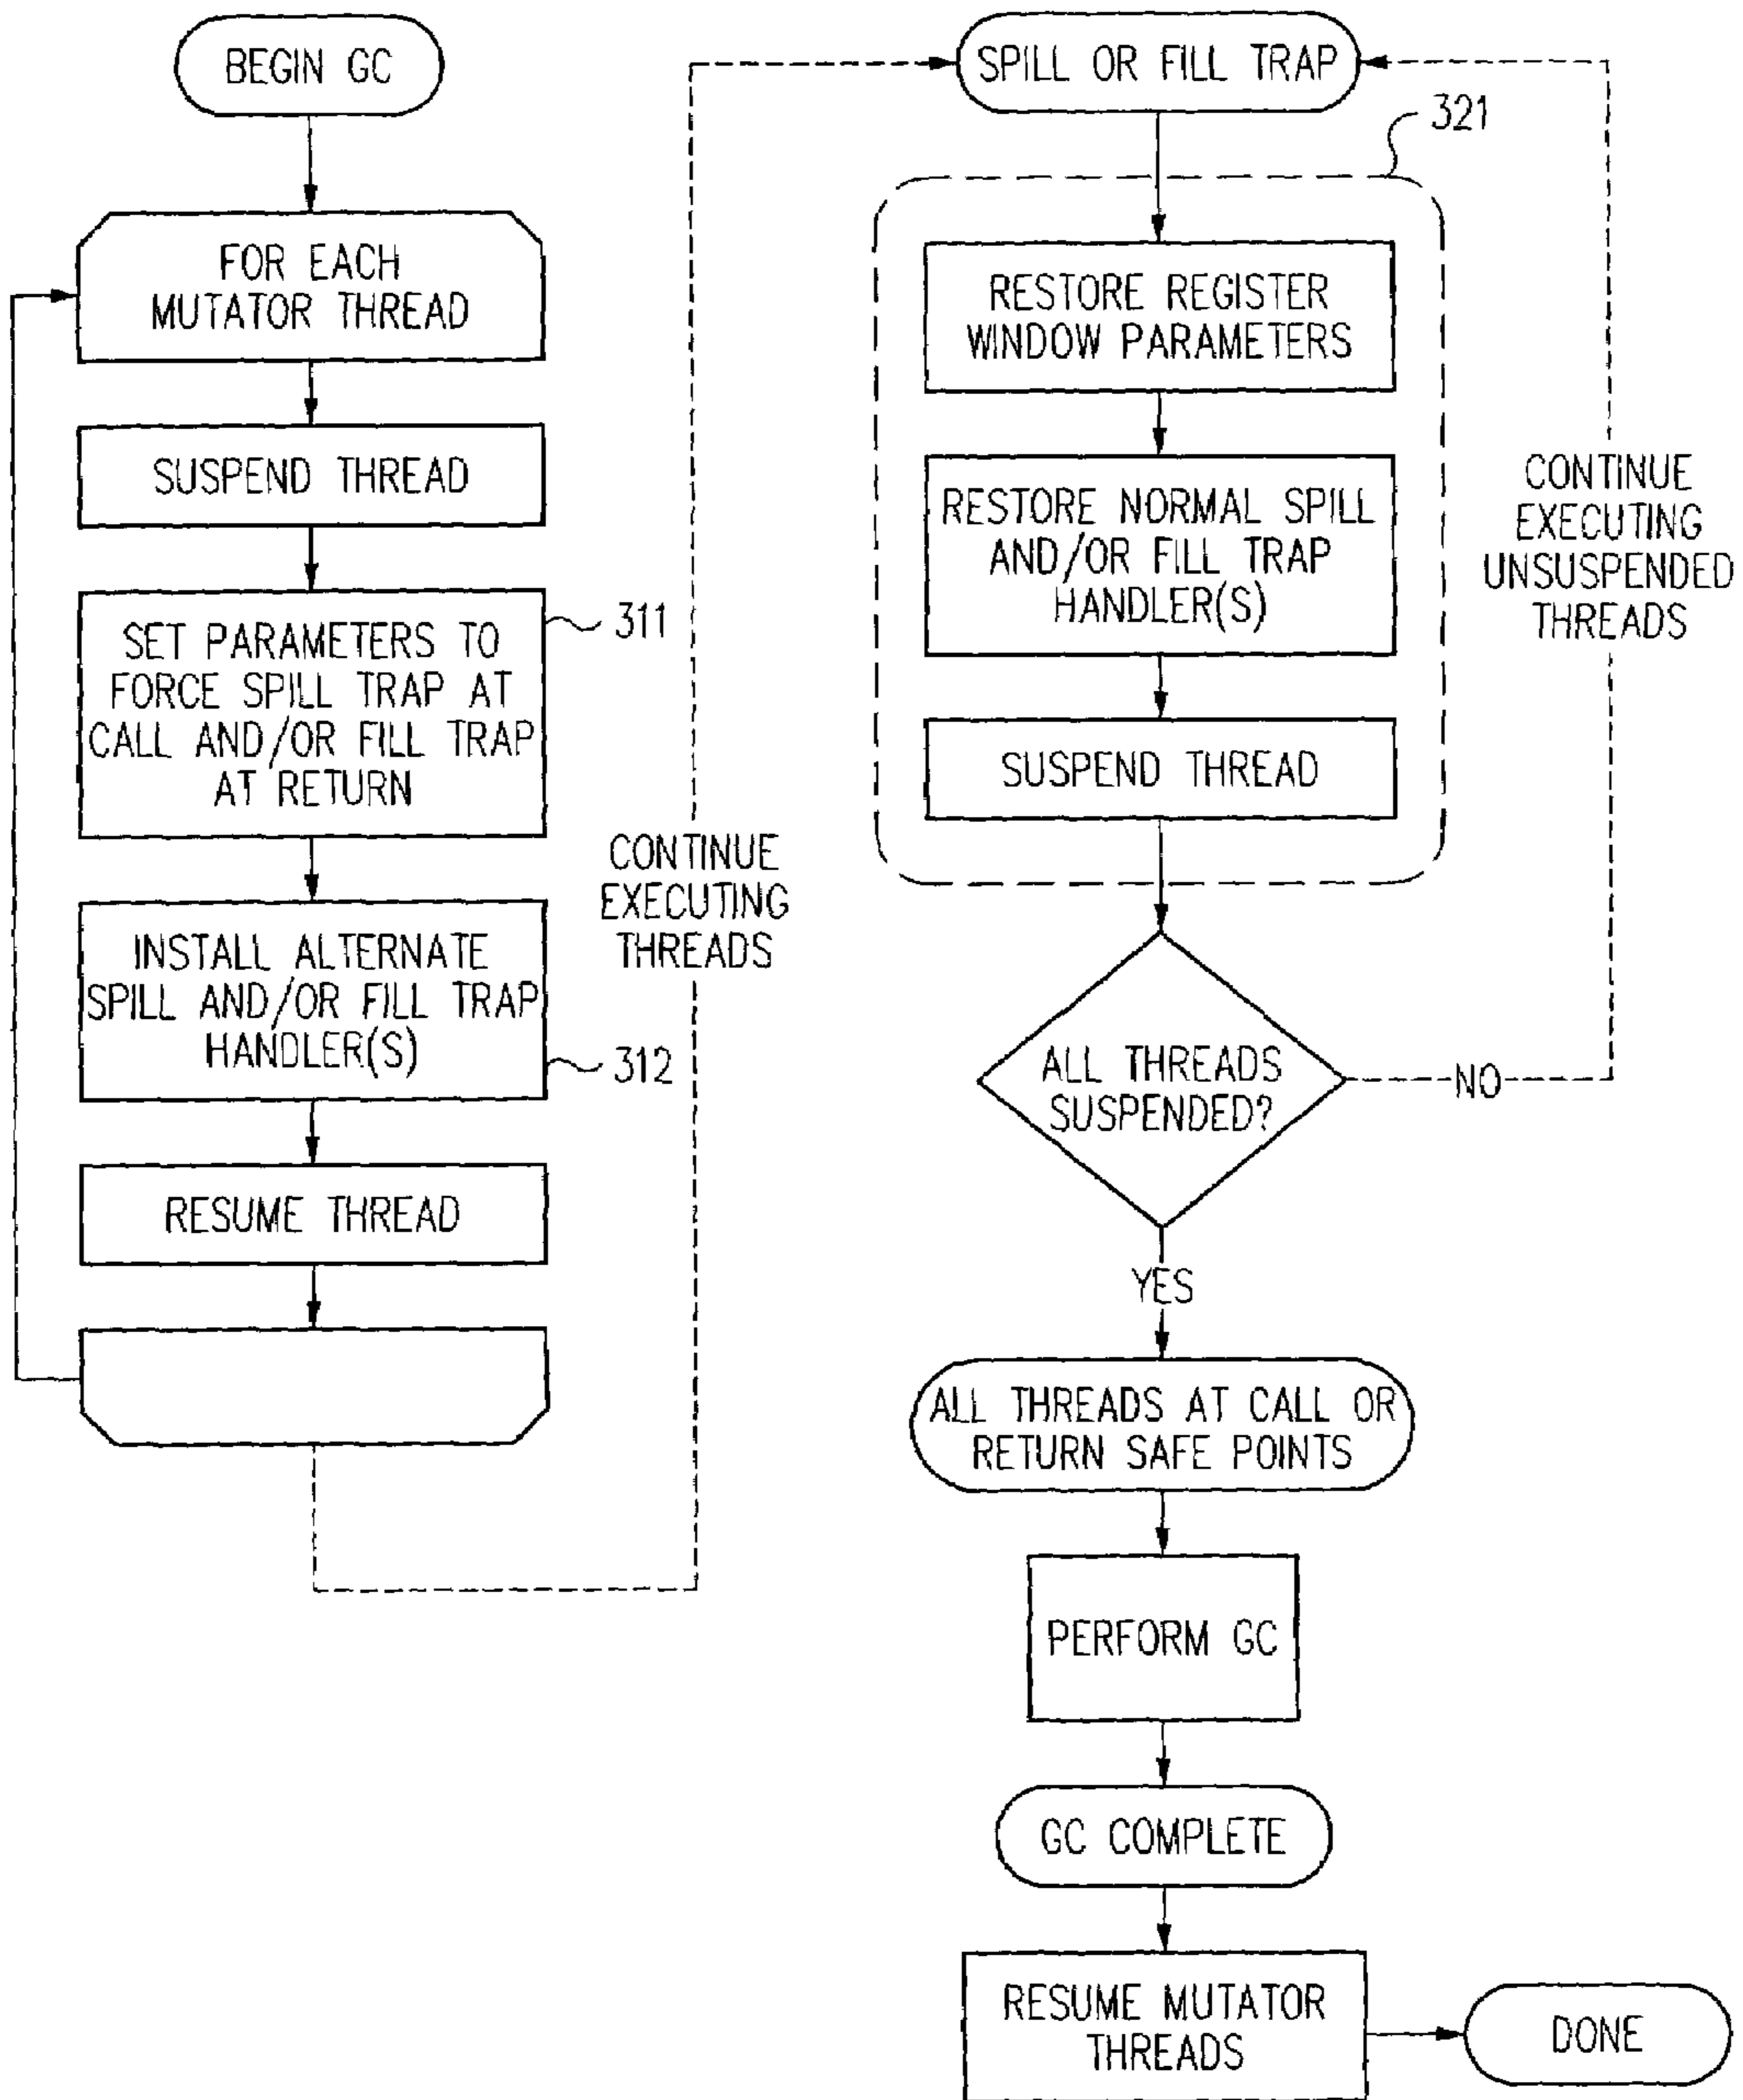 BEGIN GC
FOR EACH
MUTATOR THREAD
SUSPEND THREAD
SET PARAMETERS TO
FORCE SPILL TRAP AT
CALL AND/OR FILL TRAP
AT RETURN
311
INSTALL ALTERNATE
SPILL AND/OR FILL TRAP
HANDLER(S)
312
RESUME THREAD
CONTINUE
EXECUTING
THREADS
SPILL OR FILL TRAP
321
RESTORE REGISTER
WINDOW PARAMETERS
RESTORE NORMAL SPILL
AND/OR FILL TRAP
HANDLER(S)
SUSPEND THREAD
CONTINUE
EXECUTING
UNSUSPENDED
THREADS
ALL THREADS
SUSPENDED?
NO
YES
ALL THREADS AT CALL OR
RETURN SAFE POINTS
PERFORM GC
GC COMPLETE
RESUME MUTATOR
THREADS
DONE